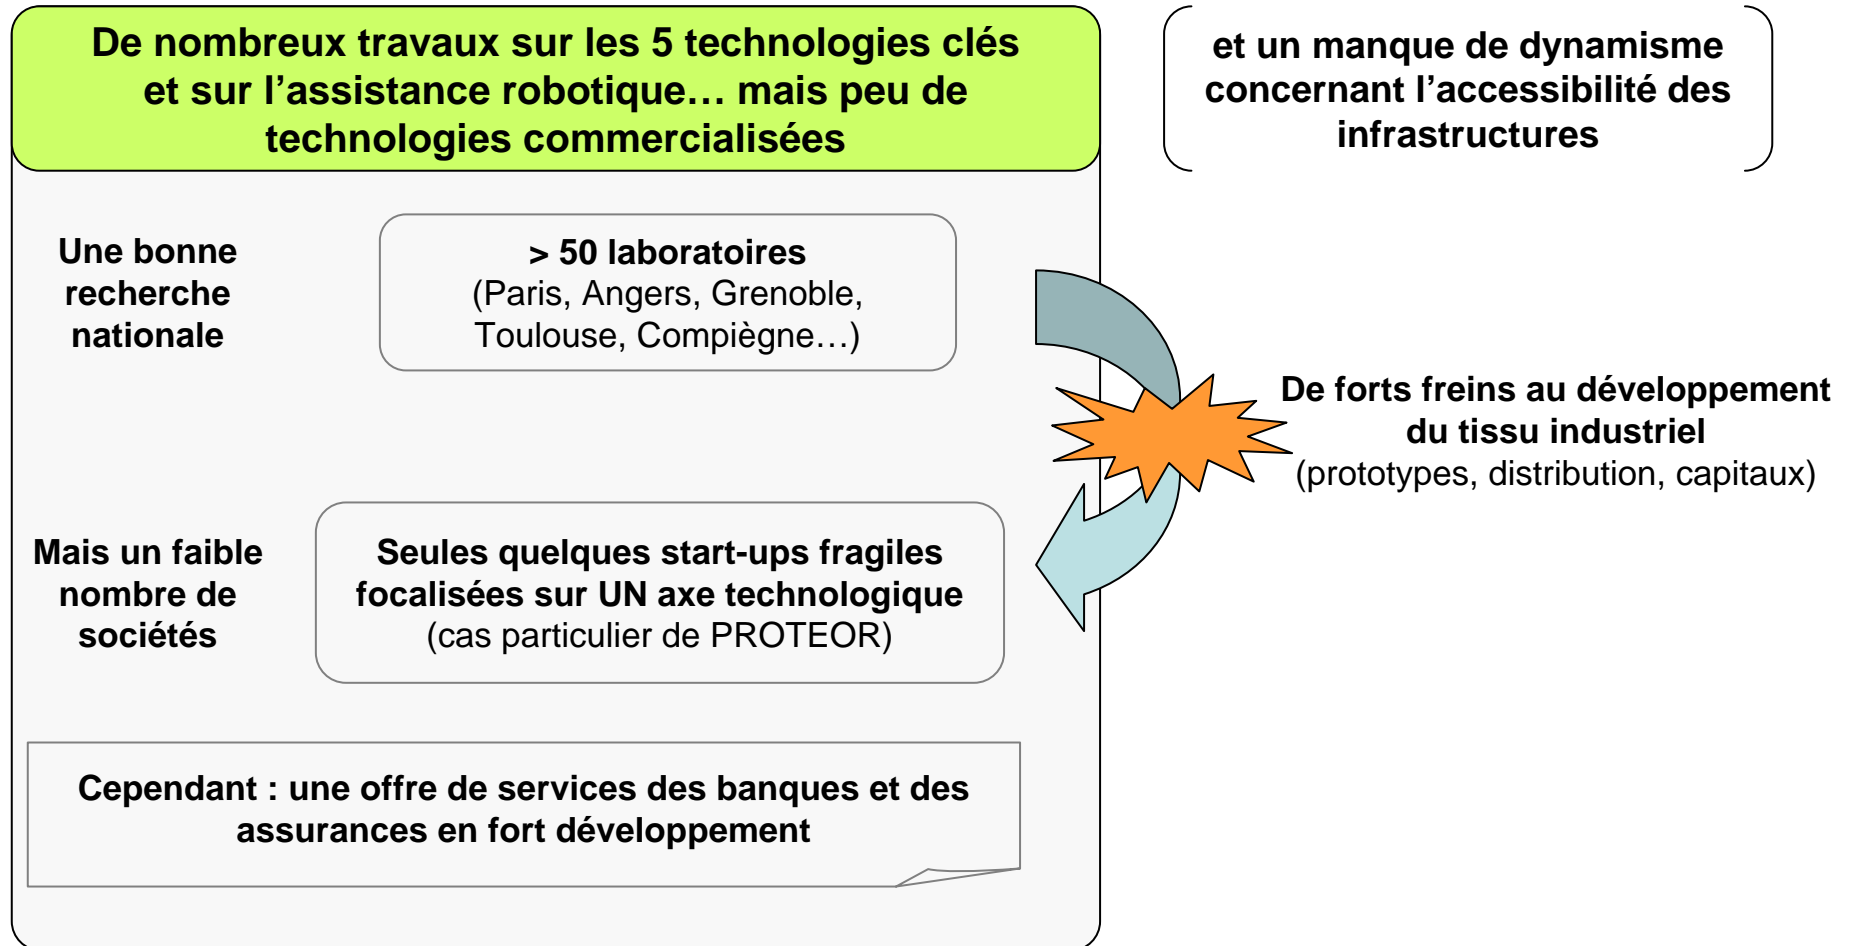 De nombreux travaux sur les 5 technologies clés
et sur l’assistance robotique… mais peu de
technologies commercialisées
et un manque de dynamisme
concernant l’accessibilité des
infrastructures
Une bonne
recherche
nationale
> 50 laboratoires
(Paris, Angers, Grenoble,
Toulouse, Compiègne…)
De forts freins au développement
du tissu industriel
(prototypes, distribution, capitaux)
Mais un faible
nombre de
sociétés
Seules quelques start-ups fragiles
focalisées sur UN axe technologique
(cas particulier de PROTEOR)
Cependant : une offre de services des banques et des
assurances en fort développement